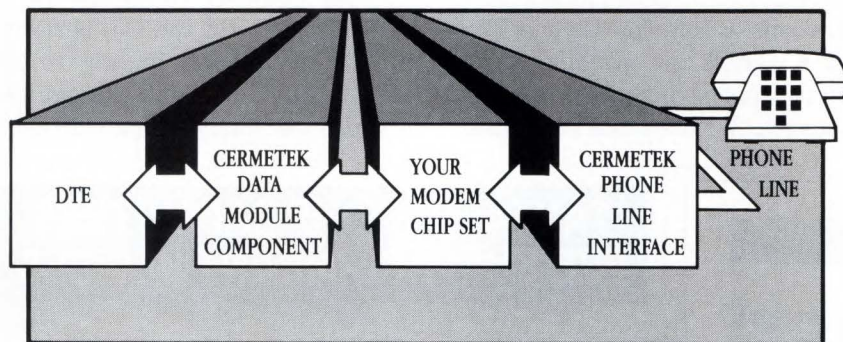 DTE
CERMETEK
DATA
MODULE
COMPONENT
YOUR
MODEM
CHIP SET
CERMETEK
PHONE
LINE
INTERFACE
PHONE
LINE